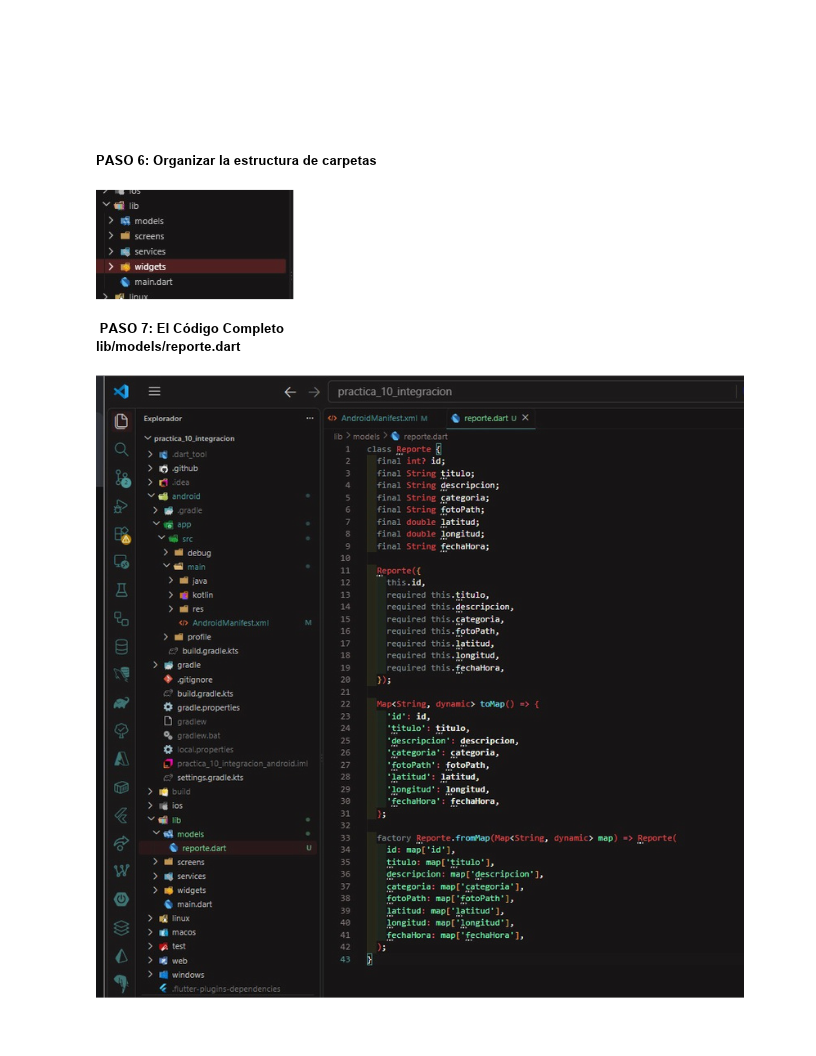 PASO 6: Organizar la estructura de carpetas
ios
lib
models
screens
services
widgets
main.dart
linux
PASO 7: El Código Completo
lib/models/reporte.dart
practica_10_integracion
Explorador
practica_10_integracion
.dart_tool
.github
.idea
android
.gradle
app
src
debug
main
java
kotlin
res
AndroidManifest.xml M
profile
build.gradle.kts
gradle
.gitignore
build.gradle.kts
gradle.properties
gradlew
gradlew.bat
local.properties
practica_10_integracion_android.iml
settings.gradle.kts
build
ios
lib
models
reporte.dart U
screens
services
widgets
main.dart
linux
macos
test
web
windows
.flutter-plugins-dependencies
AndroidManifest.xml M reporte.dart U
lib > models > reporte.dart
1 class Reporte {
2 final int? id;
3 final String titulo;
4 final String descripcion;
5 final String categoria;
6 final String fotoPath;
7 final double latitud;
8 final double longitud;
9 final String fechaHora;
10
11 Reporte({
12 this.id,
13 required this.titulo,
14 required this.descripcion,
15 required this.categoria,
16 required this.fotoPath,
17 required this.latitud,
18 required this.longitud,
19 required this.fechaHora,
20 });
21
22 Map<String, dynamic> toMap() => {
23 'id': id,
24 'titulo': titulo,
25 'descripcion': descripcion,
26 'categoria': categoria,
27 'fotoPath': fotoPath,
28 'latitud': latitud,
29 'longitud': longitud,
30 'fechaHora': fechaHora,
31 };
32
33 factory Reporte.fromMap(Map<String, dynamic> map) => Reporte(
34 id: map['id'],
35 titulo: map['titulo'],
36 descripcion: map['descripcion'],
37 categoria: map['categoria'],
38 fotoPath: map['fotoPath'],
39 latitud: map['latitud'],
40 longitud: map['longitud'],
41 fechaHora: map['fechaHora'],
42 );
43 }